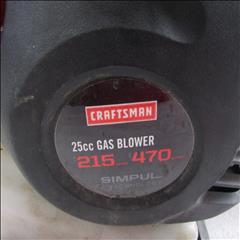 CRAFTSMAN
25cc GAS BLOWER
215 470
SIMPUL